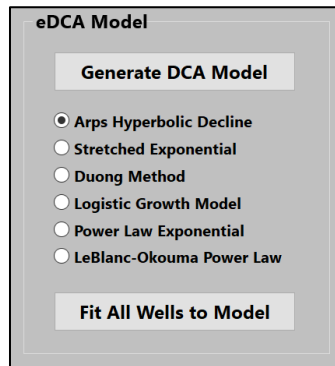 eDCA Model
Generate DCA Model
Arps Hyperbolic Decline
Stretched Exponential
Duong Method
Logistic Growth Model
Power Law Exponential
LeBlanc-Okouma Power Law
Fit All Wells to Model